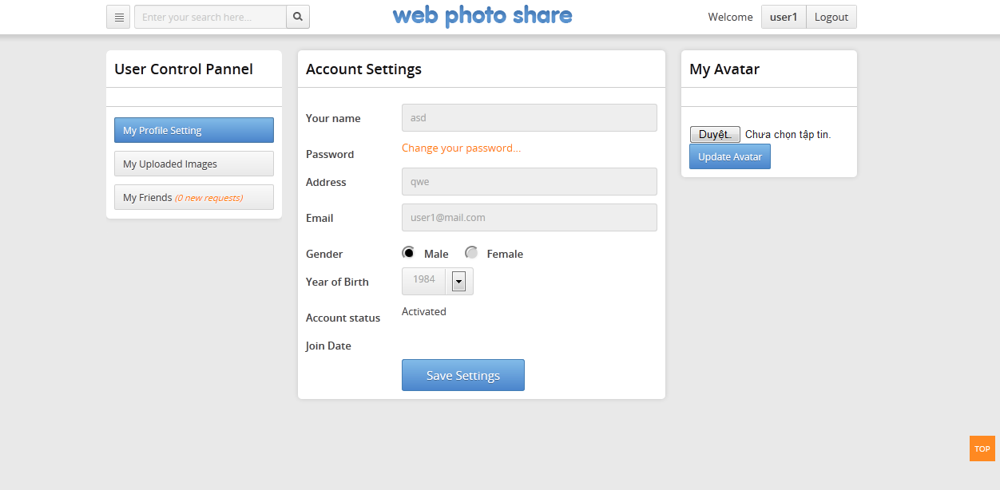 Enter your search here...
web photo share
Welcome user1 Logout
User Control Pannel
My Profile Setting
My Uploaded Images
My Friends (0 new requests)
Account Settings
Your name asd
Password Change your password...
Address qwe
Email user1@mail.com
Gender Male Female
Year of Birth 1984
Account status Activated
Join Date
Save Settings
My Avatar
Duyệt.. Chưa chọn tập tin.
Update Avatar
TOP